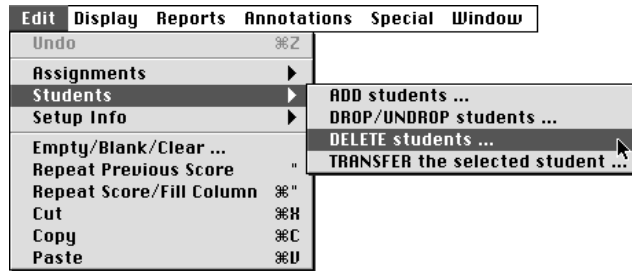 Edit Display Reports Annotations Special Window
Undo ⌘Z
Assignments
Students
Setup Info
Empty/Blank/Clear ...
Repeat Previous Score "
Repeat Score/Fill Column ⌘"
Cut ⌘X
Copy ⌘C
Paste ⌘V
ADD students ...
DROP/UNDROP students ...
DELETE students ...
TRANSFER the selected student ...